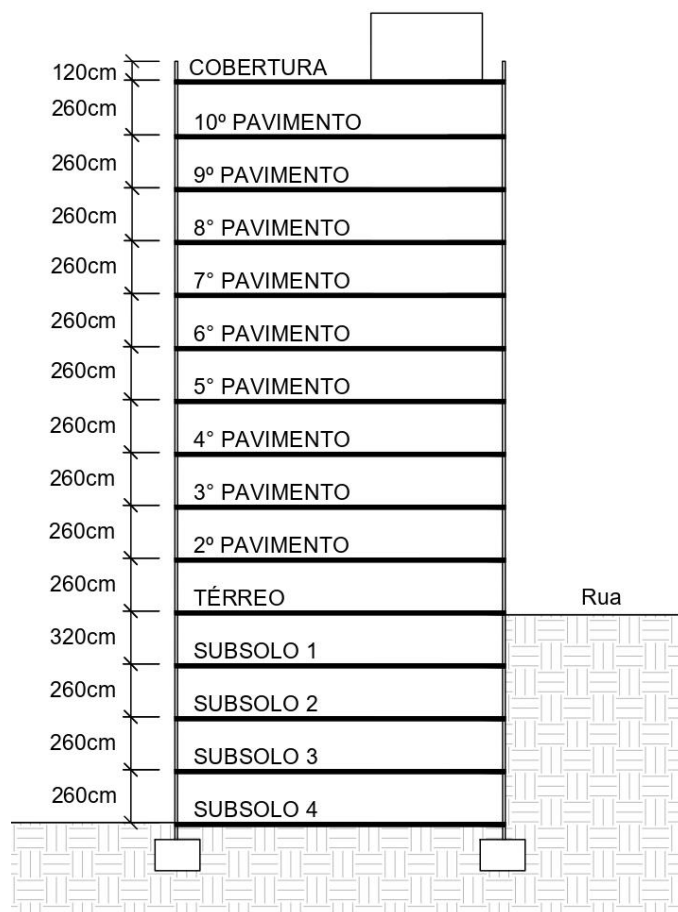 COBERTURA
120cm
260cm
10º PAVIMENTO
260cm
9º PAVIMENTO
260cm
8° PAVIMENTO
260cm
7° PAVIMENTO
260cm
6° PAVIMENTO
260cm
5° PAVIMENTO
260cm
4° PAVIMENTO
260cm
3° PAVIMENTO
260cm
2º PAVIMENTO
260cm
TÉRREO
Rua
320cm
SUBSOLO 1
260cm
SUBSOLO 2
260cm
SUBSOLO 3
260cm
SUBSOLO 4